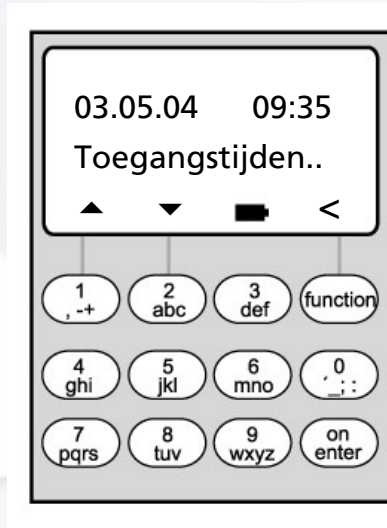 03.05.04 09:35
Toegangstijden..
<
1 2 3 function
, -+ abc def
4 5 6 0
ghi jkl mno ´_; :
7 8 9 on
pqrs tuv wxyz enter